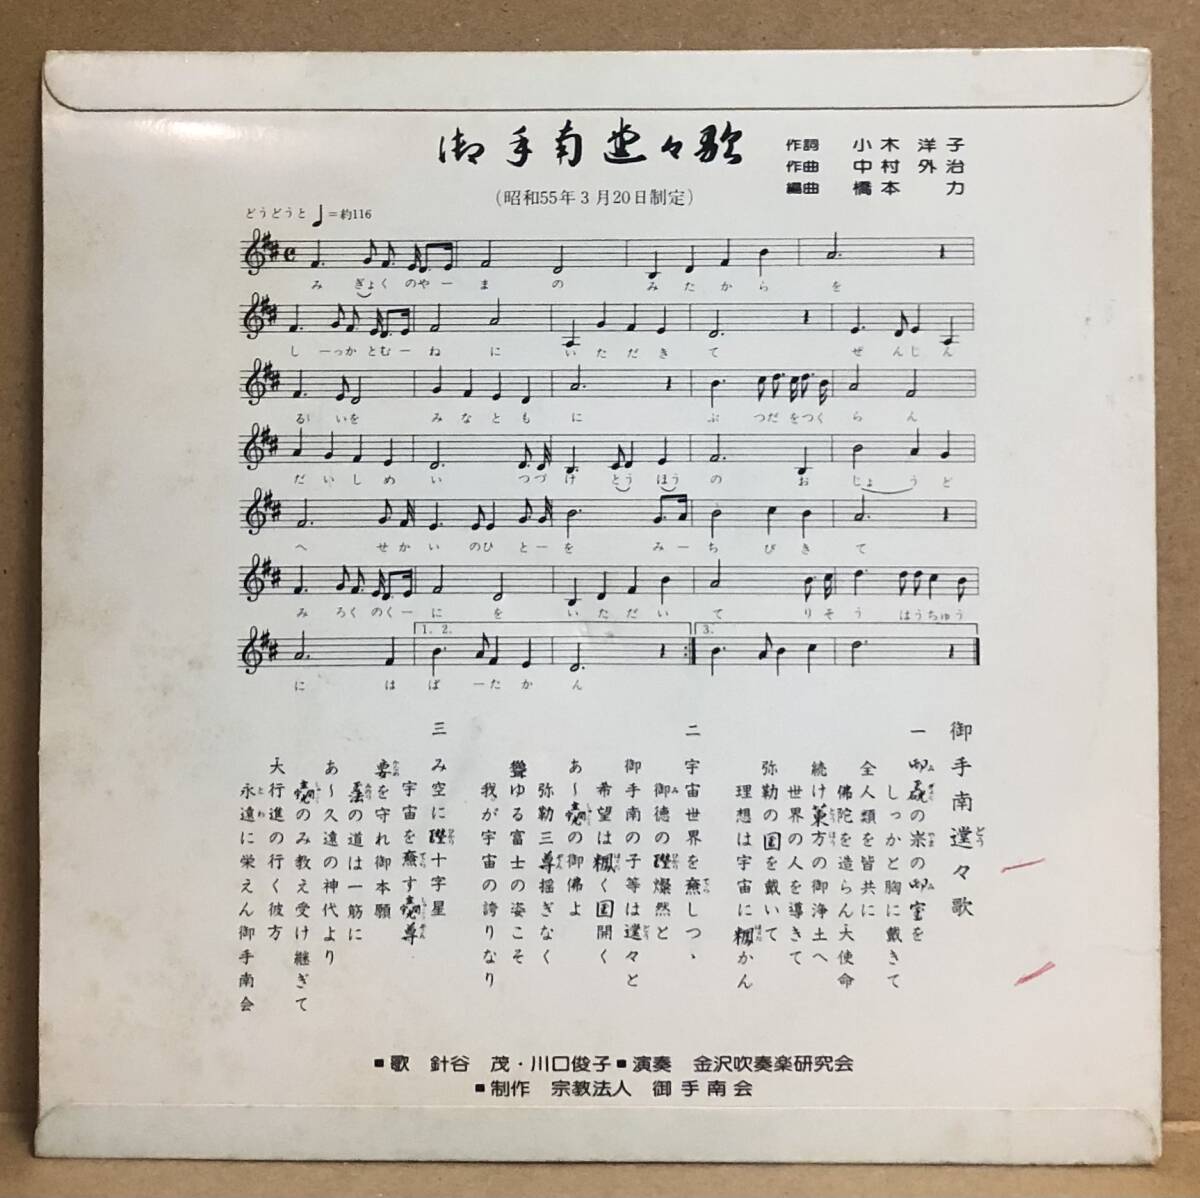 御手南遑々歌
作詞 小木洋子
作曲 中村外治
編曲 橋本 力
(昭和55年3月20日制定)
どうどうと ♩=約116
み ぎょく のやー ま の み た か ら を
しーっか とむー ね に い た だ き て ぜ ん じ ん
る い を み な と も に ぶ つだ をつく ら ん
だ い し め い つづ け とう ほう の お じょ う ど
へ せ か い のひ とー を みー ち び き て
み ろく のくー に を い た だ い て り そ う はうちゅう
1. 2. 3.
に は ばーた か ん
御手南遑々歌
一 の宗のを
しっかと胸に戴きて
全人類を皆共に
佛陀を造らん大使命
続け方の御浄土へ
世界の人を導きて
弥勒の国を戴いて
理想は宇宙にかん
二 宇宙世界をしつゝ
御徳の燦然と
御手南の子等は々と
希望はく国開く
あ〜の御佛よ
弥勒三尊揺ぎなく
聳ゆる富士の姿こそ
我が宇宙の誇りなり
三 み空に十字星
宇宙をす尊
要を守れ御本願
の道は一筋に
あ〜久遠の神代より
のみ教え受け継ぎて
大行進の行く彼方
永遠に栄えん御手南会
■歌 針谷 茂・川口俊子■演奏 金沢吹奏楽研究会
■制作 宗教法人 御手南会